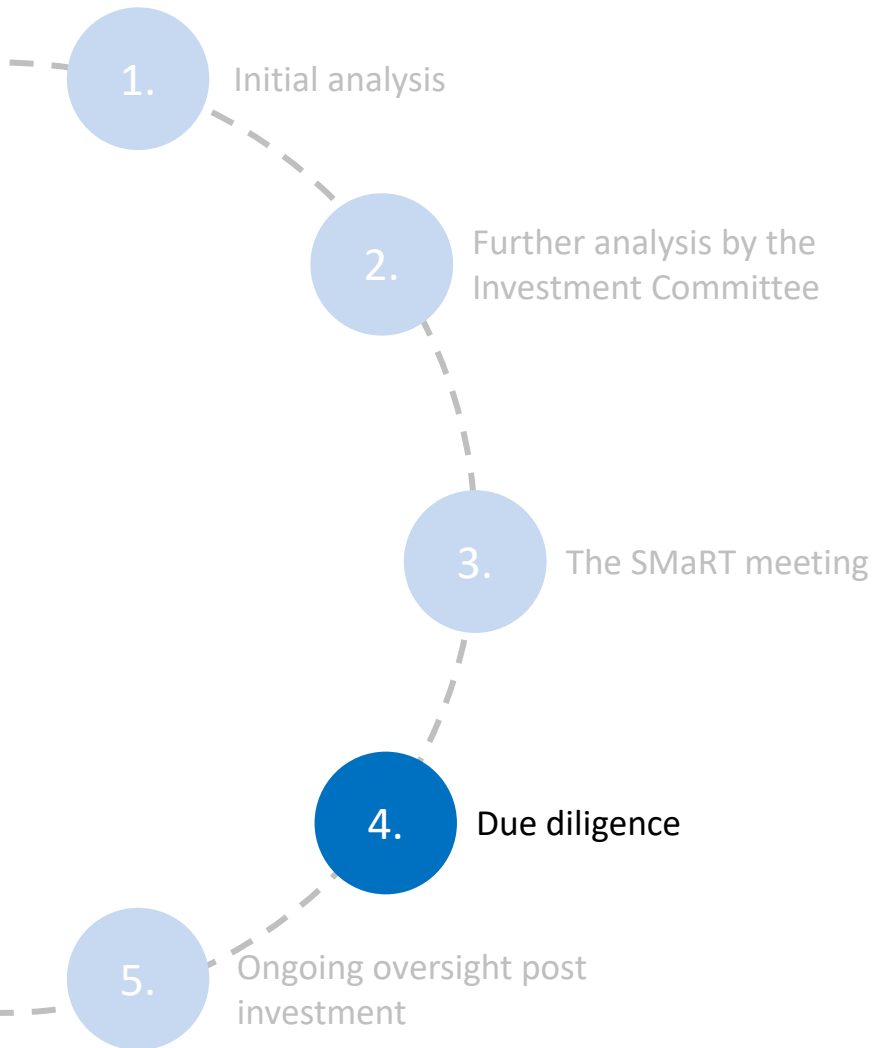 1.
Initial analysis
2.
Further analysis by the
Investment Committee
3.
The SMaRT meeting
4.
Due diligence
5.
Ongoing oversight post
investment